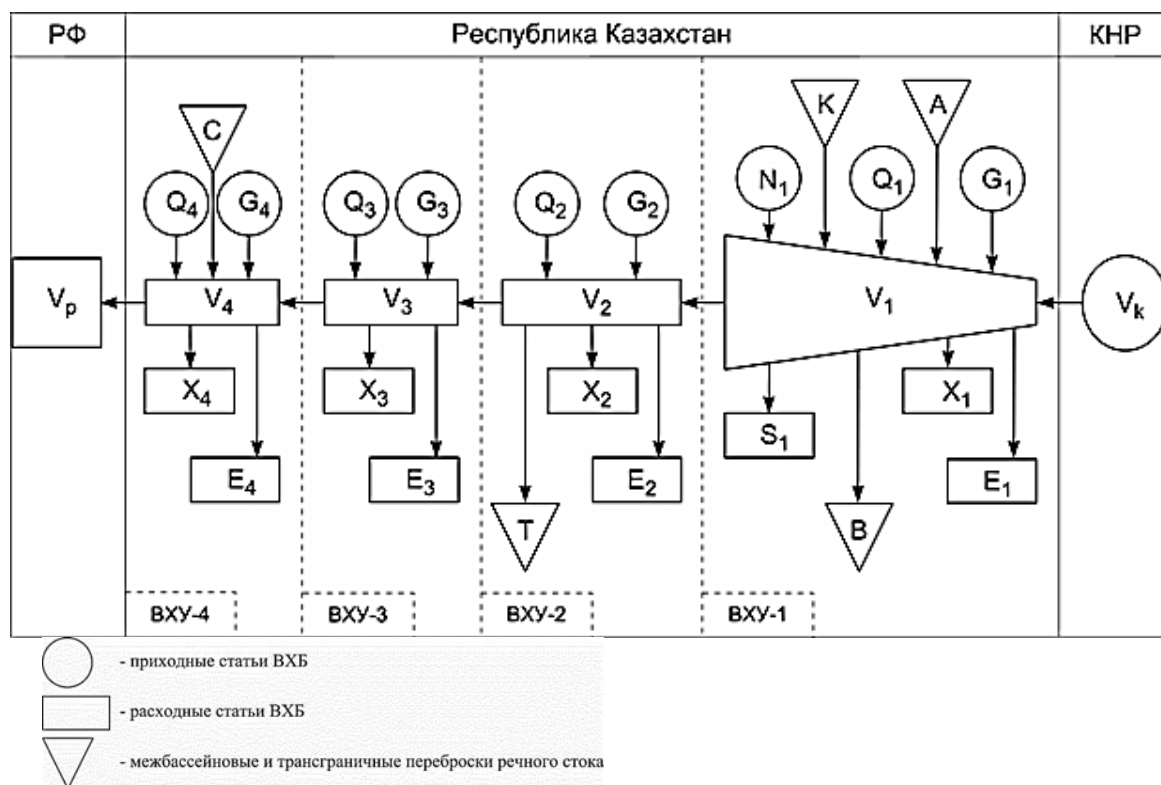 РФ
Республика Казахстан
КНР
C
K
A
Q4
G4
Q3
G3
Q2
G2
N1
Q1
G1
Vp
V4
V3
V2
V1
Vk
X4
X3
X2
X1
S1
E4
E3
E2
E1
T
B
ВХУ-4
ВХУ-3
ВХУ-2
ВХУ-1
- приходные статьи ВХБ
- расходные статьи ВХБ
- межбассейновые и трансграничные переброски речного стока